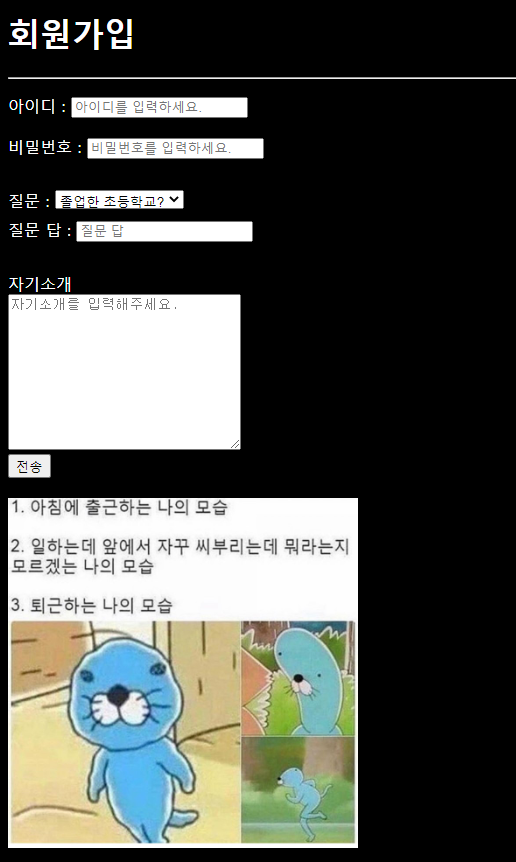 회원가입
아이디 : 아이디를 입력하세요.
비밀번호 : 비밀번호를 입력하세요.
질문 : 졸업한 초등학교?
질문 답 : 질문 답
자기소개
자기소개를 입력해주세요.
전송
1. 아침에 출근하는 나의 모습
2. 일하는데 앞에서 자꾸 씨부리는데 뭐라는지
모르겠는 나의 모습
3. 퇴근하는 나의 모습